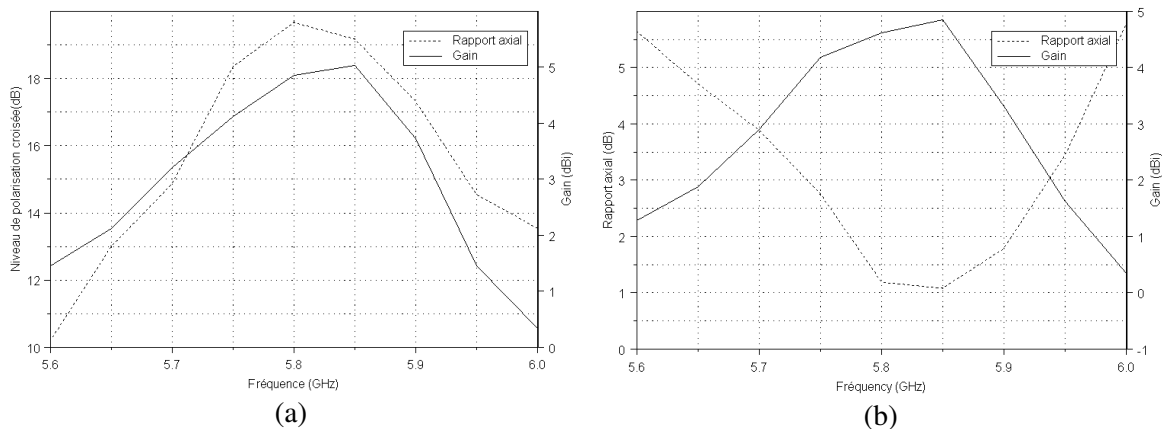 Niveau de polarisation croisée(dB)
18
16
14
12
10
5.6
5.7
5.8
5.9
6.0
Fréquence (GHz)
5
4
3
2
1
0
Gain (dBi)
Rapport axial
Gain
(a)
Rapport axial (dB)
5
4
3
2
1
0
5.6
5.7
5.8
5.9
6.0
Fréquency (GHz)
5
4
3
2
1
0
-1
Gain (dBi)
Rapport axial
Gain
(b)